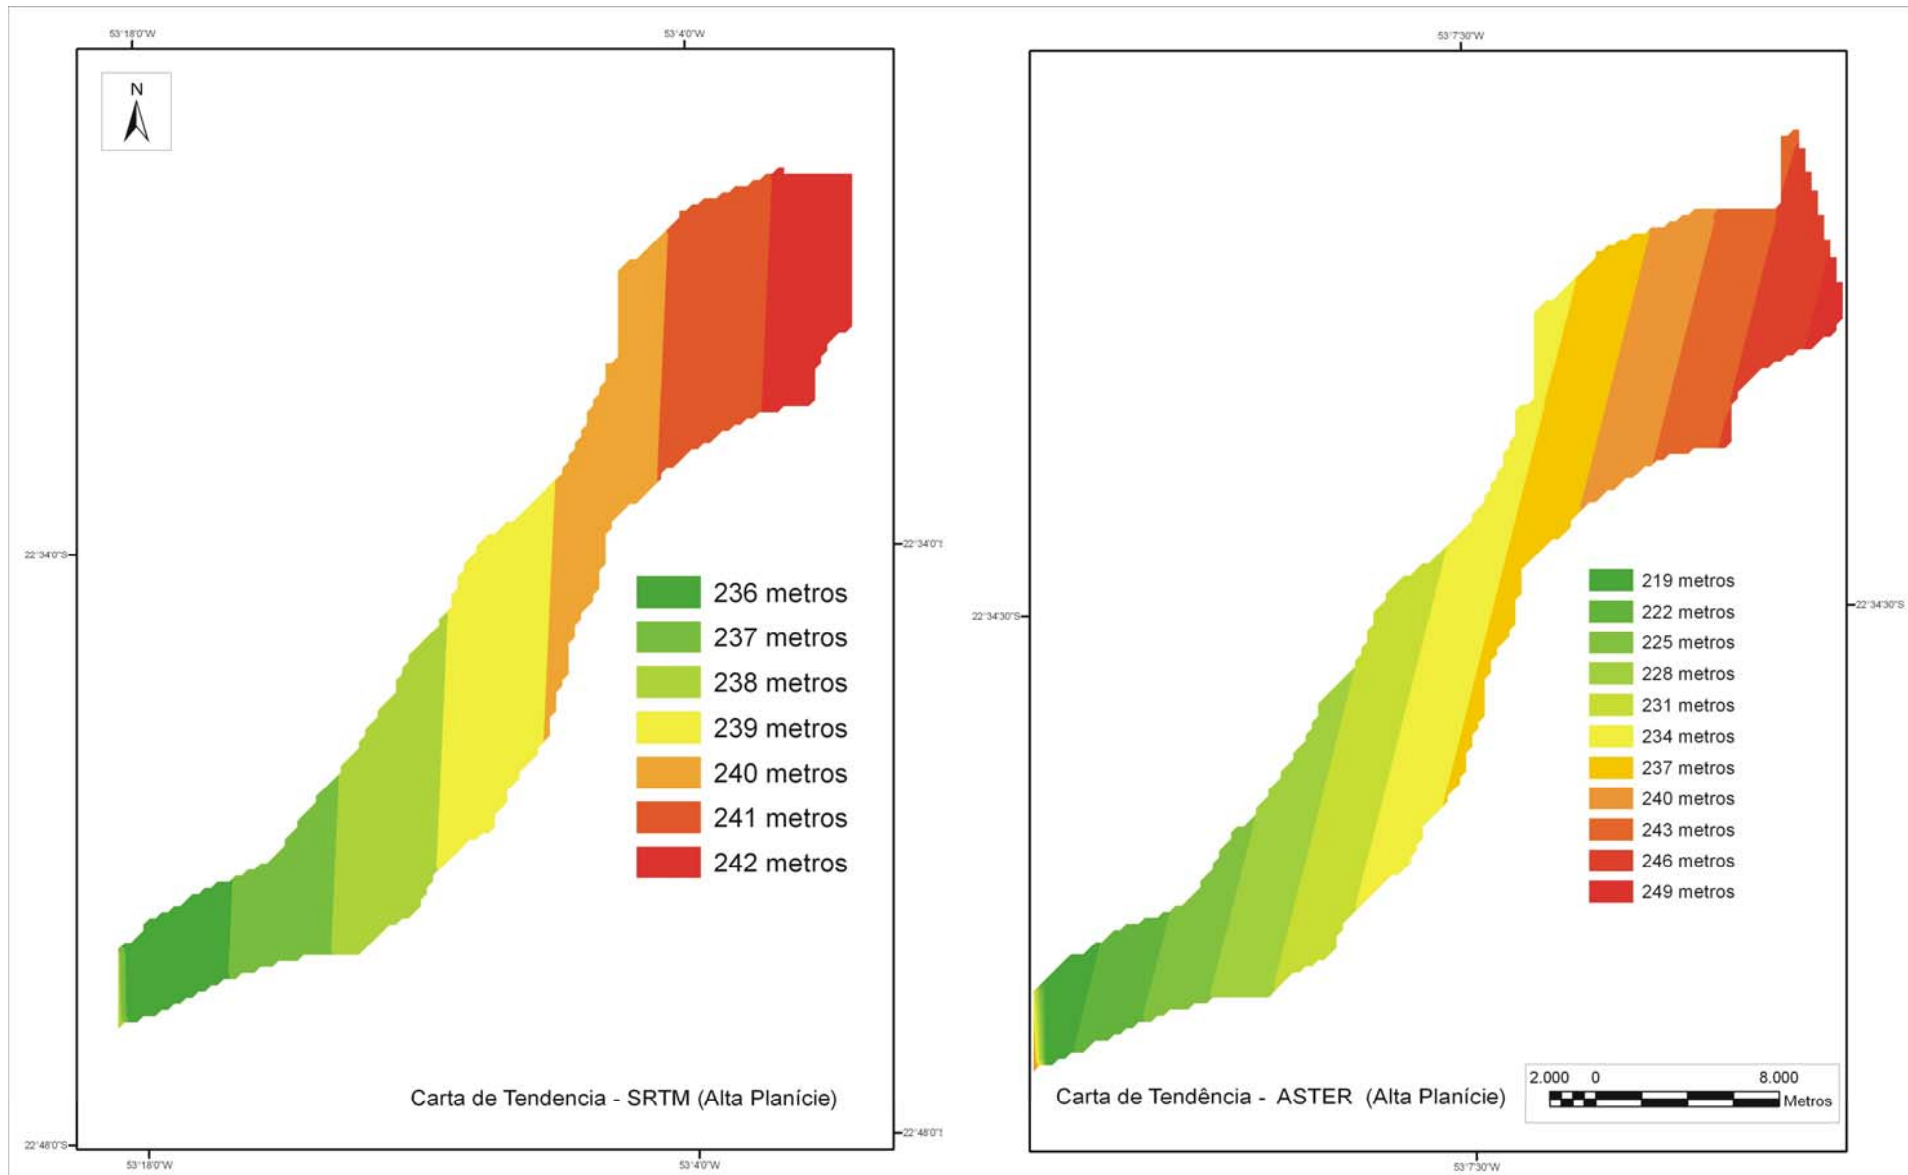 53°18'0"W
53°4'0"W
N
22°34'0"S
22°34'0"S
236 metros
237 metros
238 metros
239 metros
240 metros
241 metros
242 metros
Carta de Tendencia - SRTM (Alta Planície)
22°48'0"S
22°48'0"S
53°18'0"W
53°4'0"W
53°7'30"W
22°34'30"S
22°34'30"S
219 metros
222 metros
225 metros
228 metros
231 metros
234 metros
237 metros
240 metros
243 metros
246 metros
249 metros
Carta de Tendência - ASTER (Alta Planície)
2.000 0 8.000
Metros
53°7'30"W